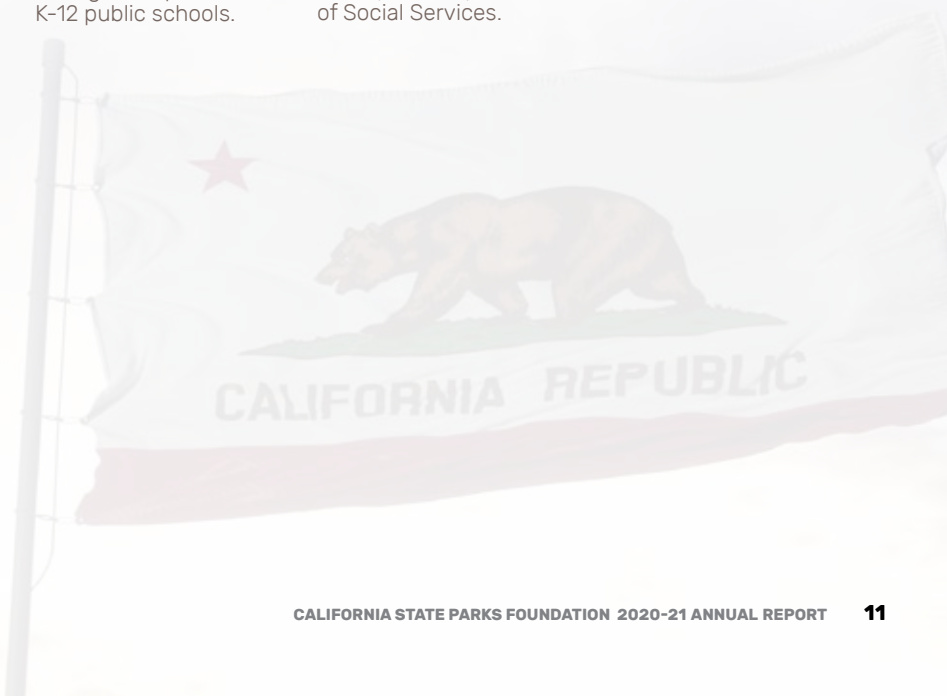 K-12 public schools.
of Social Services.
CALIFORNIA REPUBLIC
CALIFORNIA STATE PARKS FOUNDATION 2020-21 ANNUAL REPORT 11